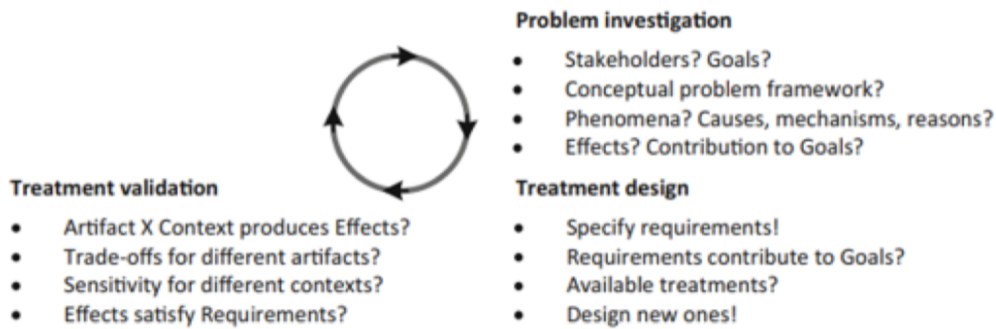 Problem investigation
• Stakeholders? Goals?
• Conceptual problem framework?
• Phenomena? Causes, mechanisms, reasons?
• Effects? Contribution to Goals?
Treatment validation
• Artifact X Context produces Effects?
• Trade-offs for different artifacts?
• Sensitivity for different contexts?
• Effects satisfy Requirements?
Treatment design
• Specify requirements!
• Requirements contribute to Goals?
• Available treatments?
• Design new ones!